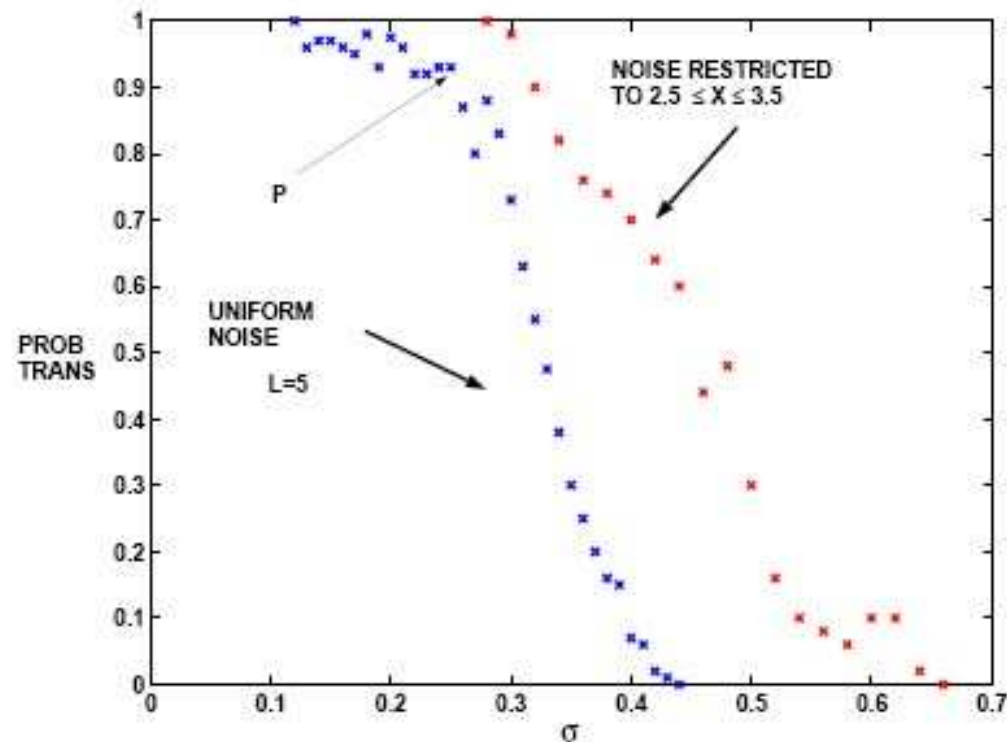 1
0.9
0.8
0.7
0.6
0.5
0.4
0.3
0.2
0.1
0
PROB
TRANS
NOISE RESTRICTED
TO 2.5 ≤ X ≤ 3.5
P
UNIFORM
NOISE
L=5
0 0.1 0.2 0.3 0.4 0.5 0.6 0.7
σ